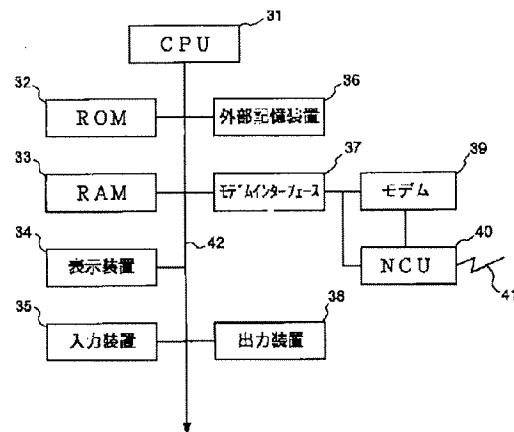 31
CPU
32
ROM
36
外部記憶装置
33
RAM
37
モデムインターフェース
39
モデム
34
表示装置
42
40
NCU
41
35
入力装置
38
出力装置